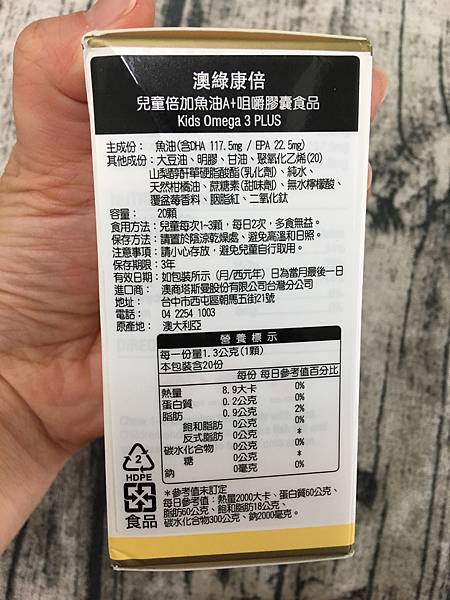 澳綠康倍
兒童倍加魚油A+咀嚼膠囊食品
Kids Omega 3 PLUS
主成份： 魚油(含DHA 117.5mg / EPA 22.5mg)
其他成份：大豆油、明膠、甘油、聚氧化乙烯(20)
山梨醇酐單硬脂酸酯(乳化劑)、純水、
天然柑橘油、蔗糖素(甜味劑)、無水檸檬酸、
覆盆莓香料、胭脂紅、二氧化鈦
容量： 20顆
食用方法：兒童每次1~3顆，每日2次，多食無益。
保存方法：請置於陰涼乾燥處、避免高溫和日照。
注意事項：請小心存放，避免兒童自行取用。
保存期限：3年
有效日期：如包裝所示（月/西元年）日為當月最後一日
進口商： 澳商塔斯曼股份有限公司台灣分公司
地址： 台中市西屯區朝馬五街21號
電話： 04 2254 1003
原產地： 澳大利亞
營養標示
每一份量1.3公克(1顆)
本包裝含20份
每份 每日參考值百分比
熱量 8.9大卡 0%
蛋白質 0.2公克 0%
脂肪 0.9公克 2%
飽和脂肪 0公克 0%
反式脂肪 0公克 *
碳水化合物 0公克 0%
糖 0公克 *
鈉 0毫克 0%
*參考值未訂定
每日參考值：熱量2000大卡、蛋白質60公克、
脂肪60公克、飽和脂肪18公克、
碳水化合物300公克、鈉2000毫克。
2
HDPE
食品